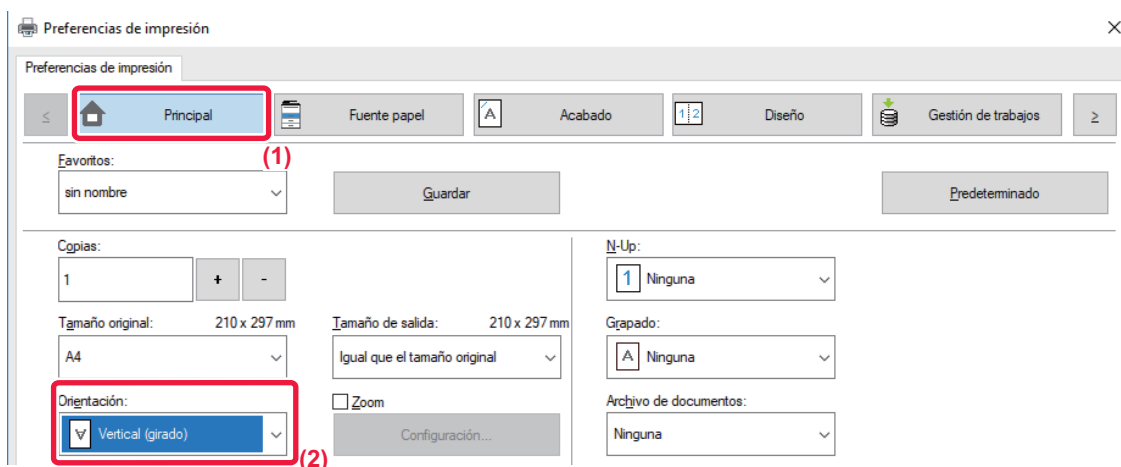 Preferencias de impresión
Preferencias de impresión
≤ Principal Fuente papel A Acabado 1 2 Diseño Gestión de trabajos ≥
(1)
Favoritos:
sin nombre Guardar Predeterminado
Copias: N-Up:
1 + - 1 Ninguna
Tamaño original: 210 x 297 mm Tamaño de salida: 210 x 297 mm Grapado:
A4 Igual que el tamaño original A Ninguna
Orientación: Zoom Archivo de documentos:
A Vertical (girado) Configuración... Ninguna
(2)